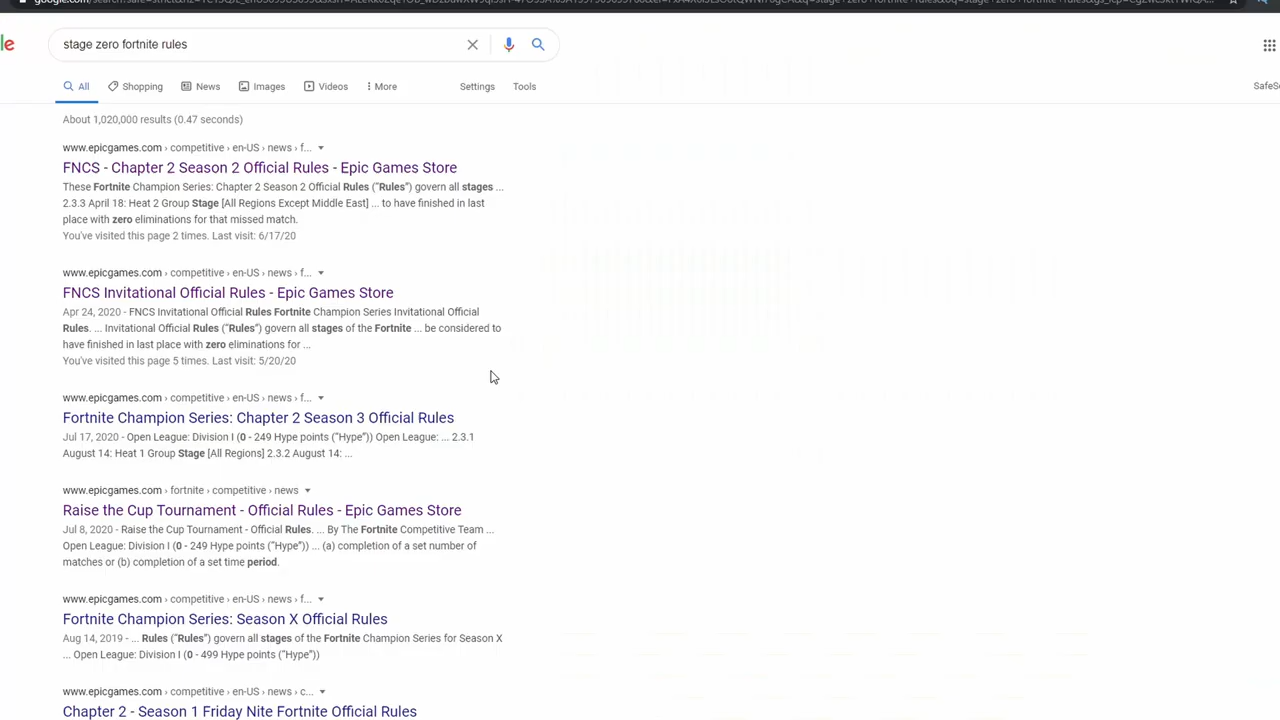 le
stage zero fortnite rules
All Shopping News Images Videos More Settings Tools
About 1,020,000 results (0.47 seconds)
www.epicgames.com › competitive › en-US › news › f...
FNCS - Chapter 2 Season 2 Official Rules - Epic Games Store
These Fortnite Champion Series: Chapter 2 Season 2 Official Rules (“Rules”) govern all stages ...
2.3.3 April 18: Heat 2 Group Stage [All Regions Except Middle East] ... to have finished in last
place with zero eliminations for that missed match.
You've visited this page 2 times. Last visit: 6/17/20
www.epicgames.com › competitive › en-US › news › f...
FNCS Invitational Official Rules - Epic Games Store
Apr 24, 2020 - FNCS Invitational Official Rules Fortnite Champion Series Invitational Official
Rules. ... Invitational Official Rules (“Rules”) govern all stages of the Fortnite ... be considered to
have finished in last place with zero eliminations for ...
You've visited this page 5 times. Last visit: 5/20/20
www.epicgames.com › competitive › en-US › news › f...
Fortnite Champion Series: Chapter 2 Season 3 Official Rules
Jul 17, 2020 - Open League: Division I (0 - 249 Hype points (“Hype”)) Open League: ... 2.3.1
August 14: Heat 1 Group Stage [All Regions] 2.3.2 August 14: ...
www.epicgames.com › fortnite › competitive › news
Raise the Cup Tournament - Official Rules - Epic Games Store
Jul 8, 2020 - Raise the Cup Tournament - Official Rules. ... By The Fortnite Competitive Team ...
Open League: Division I (0 - 249 Hype points (“Hype”)) ... (a) completion of a set number of
matches or (b) completion of a set time period.
www.epicgames.com › competitive › en-US › news › f...
Fortnite Champion Series: Season X Official Rules
Aug 14, 2019 - ... Rules (“Rules”) govern all stages of the Fortnite Champion Series for Season X
... Open League: Division I (0 - 499 Hype points (“Hype”))
www.epicgames.com › competitive › en-US › news › c...
Chapter 2 - Season 1 Friday Nite Fortnite Official Rules